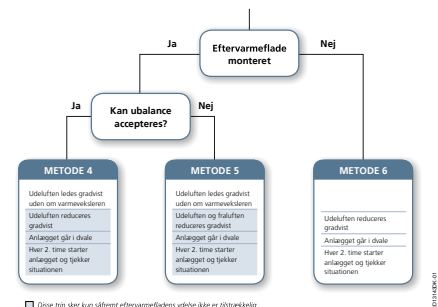 Eftervarmeflade
monteret
Ja
Nej
Kan ubalance
accepteres?
Ja
Nej
METODE 4
Udeluften ledes gradvist
uden om varmeveksleren
Udeluften reduceres
gradvist
Anlægget går i dvale
Hver 2. time starter
anlægget og tjekker
situationen
METODE 5
Udeluften ledes gradvist
uden om varmeveksleren
Udeluften og fraluften
reduceres gradvist
Anlægget går i dvale
Hver 2. time starter
anlægget og tjekker
situationen
METODE 6
Udeluften reduceres
gradvist
Anlægget går i dvale
Hver 2. time starter
anlægget og tjekker
situationen
Disse trin sker kun såfremt eftervarmefladens ydelse ikke er tilstrækkelig